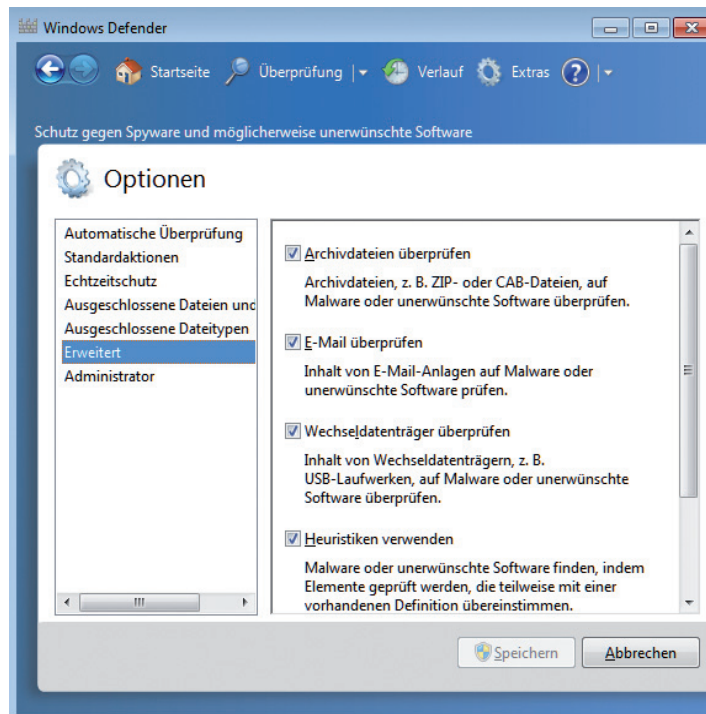 Windows Defender
Startseite Überprüfung Verlauf Extras ?
Schutz gegen Spyware und möglicherweise unerwünschte Software
Optionen
Automatische Überprüfung
Standardaktionen
Echtzeitschutz
Ausgeschlossene Dateien und
Ausgeschlossene Dateitypen
Erweitert
Administrator
Archivdateien überprüfen
Archivdateien, z. B. ZIP- oder CAB-Dateien, auf
Malware oder unerwünschte Software überprüfen.
E-Mail überprüfen
Inhalt von E-Mail-Anlagen auf Malware oder
unerwünschte Software prüfen.
Wechseldatenträger überprüfen
Inhalt von Wechseldatenträgern, z. B.
USB-Laufwerken, auf Malware oder unerwünschte
Software überprüfen.
Heuristiken verwenden
Malware oder unerwünschte Software finden, indem
Elemente geprüft werden, die teilweise mit einer
vorhandenen Definition übereinstimmen.
Speichern Abbrechen